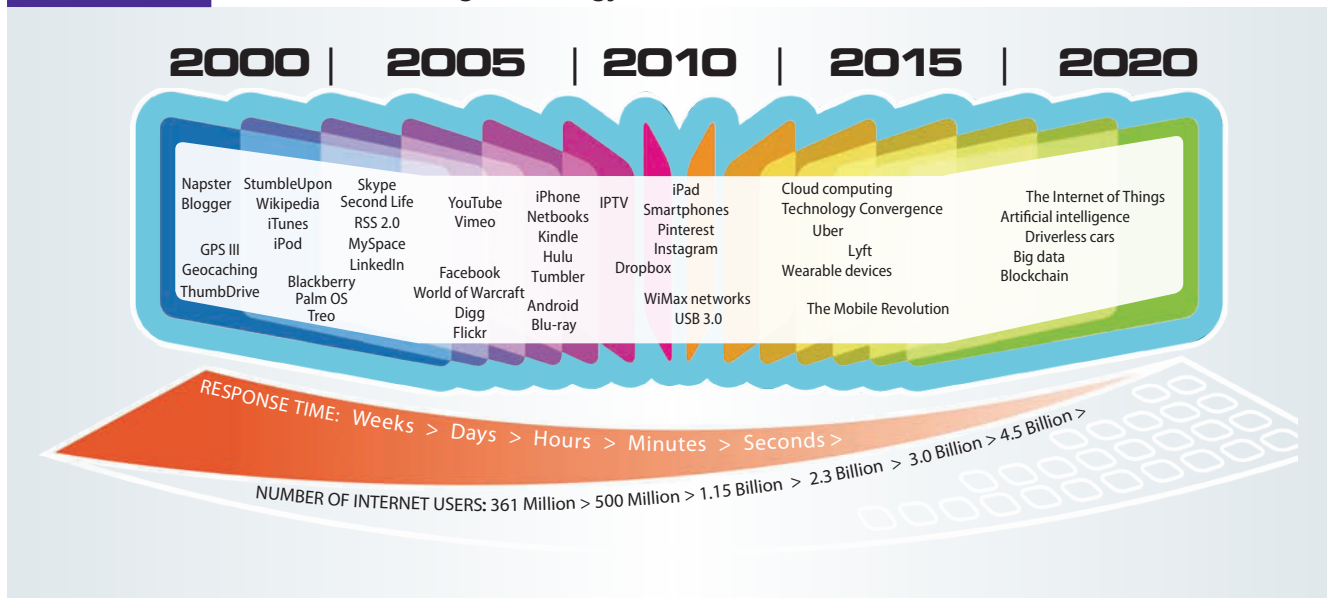 2000 | 2005 | 2010 | 2015 | 2020
Napster
Blogger
GPS III
Geocaching
ThumbDrive
StumbleUpon
Wikipedia
iTunes
iPod
Blackberry
Palm OS
Treo
Skype
Second Life
RSS 2.0
MySpace
LinkedIn
YouTube
Vimeo
Facebook
World of Warcraft
Digg
Flickr
iPhone
Netbooks
Kindle
Hulu
Tumbler
Android
Blu-ray
IPTV
Dropbox
iPad
Smartphones
Pinterest
Instagram
WiMax networks
USB 3.0
Cloud computing
Technology Convergence
Uber
Lyft
Wearable devices
The Mobile Revolution
The Internet of Things
Artificial intelligence
Driverless cars
Big data
Blockchain
RESPONSE TIME: Weeks > Days > Hours > Minutes > Seconds >
NUMBER OF INTERNET USERS: 361 Million > 500 Million > 1.15 Billion > 2.3 Billion > 3.0 Billion > 4.5 Billion >